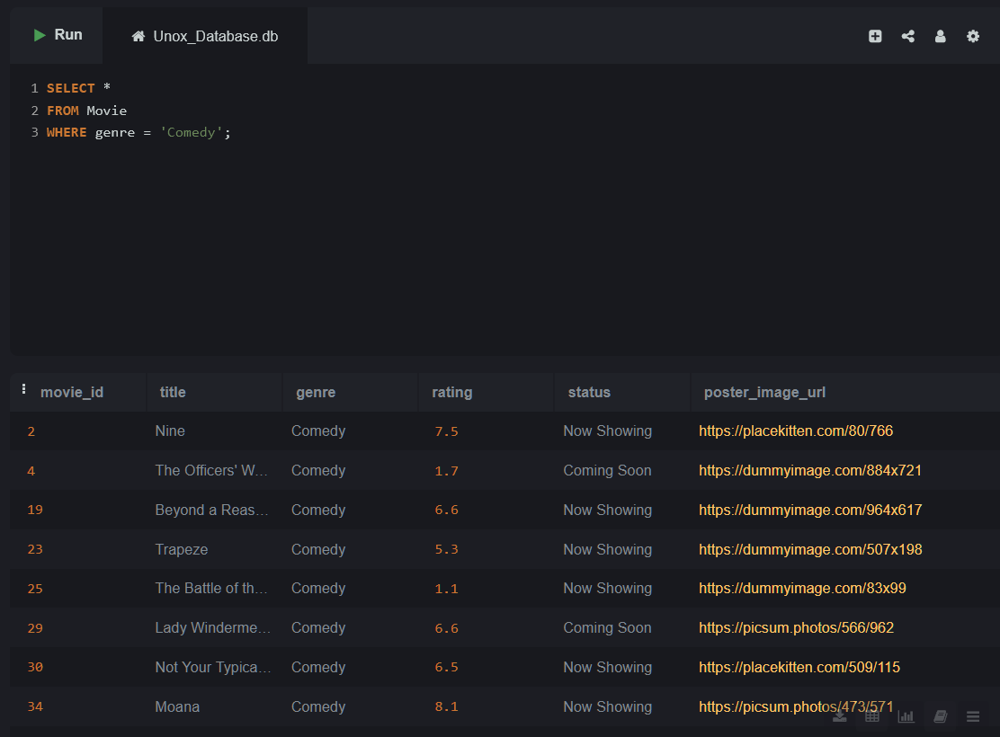 Run
Unox_Database.db
1 SELECT *
2 FROM Movie
3 WHERE genre = 'Comedy';
movie_id title genre rating status poster_image_url
2 Nine Comedy 7.5 Now Showing https://placekitten.com/80/766
4 The Officers' W... Comedy 1.7 Coming Soon https://dummyimage.com/884x721
19 Beyond a Reas... Comedy 6.6 Now Showing https://dummyimage.com/964x617
23 Trapeze Comedy 5.3 Now Showing https://dummyimage.com/507x198
25 The Battle of th... Comedy 1.1 Now Showing https://dummyimage.com/83x99
29 Lady Winderme... Comedy 6.6 Coming Soon https://picsum.photos/566/962
30 Not Your Typica... Comedy 6.5 Now Showing https://placekitten.com/509/115
34 Moana Comedy 8.1 Now Showing https://picsum.photos/473/571